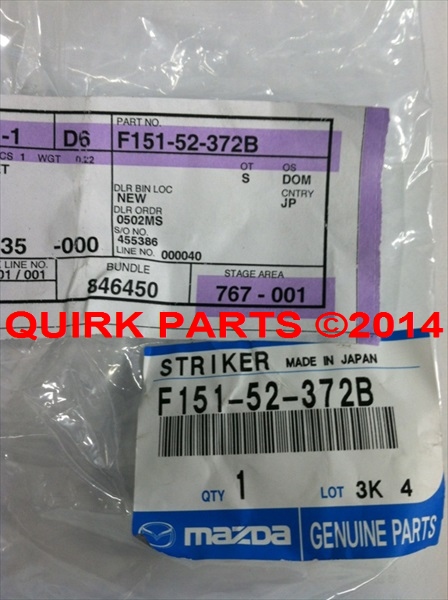 -1 D6
PART NO.
F151-52-372B
CS 1 WGT 0.22
OT OS
S DOM
DLR BIN LOC CNTRY
NEW JP
DLR ORDR
0502MS
S/O NO.
455386
35 -000
LINE NO. 000040
LINE NO.
01 / 001
BUNDLE
846450
STAGE AREA
767 - 001
QUIRK PARTS ©2014
STRIKER MADE IN JAPAN
F151-52-372B
QTY 1 LOT 3K 4
mazda GENUINE PARTS